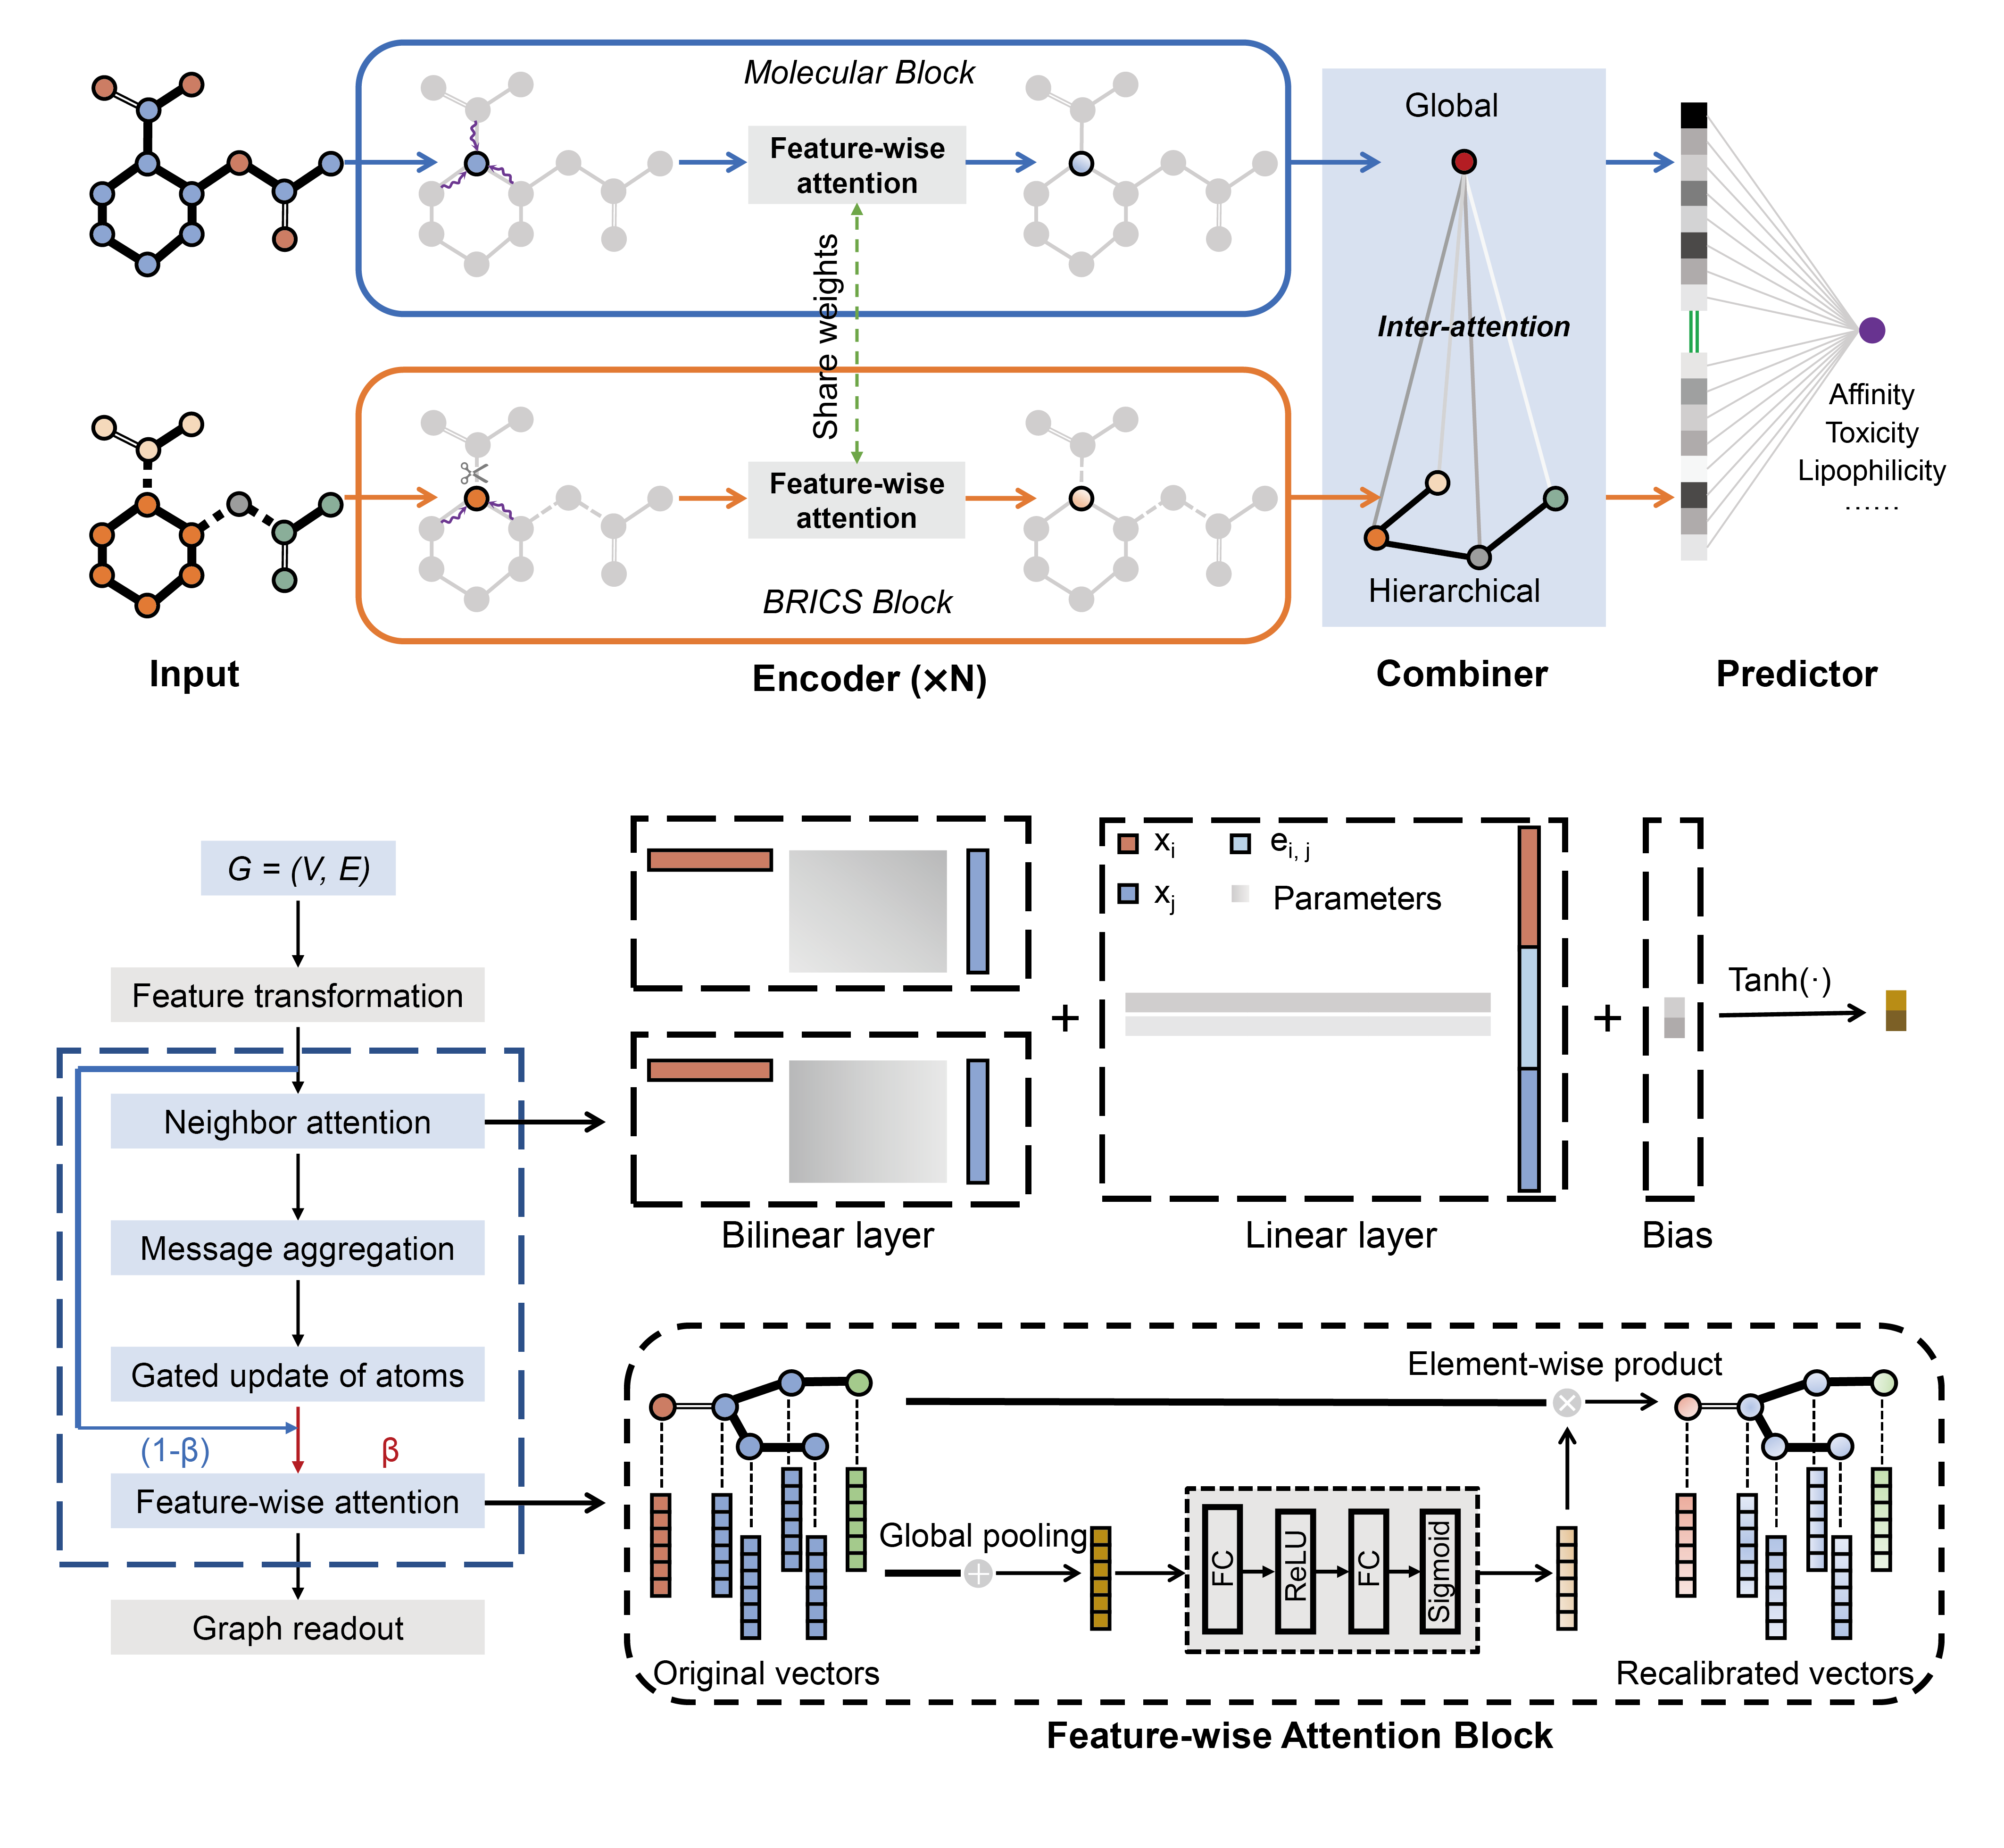 Molecular Block
Feature-wise
attention
Global
Share weights
Inter-attention
Affinity
Toxicity
Lipophilicity
......
Feature-wise
attention
BRICS Block
Hierarchical
Input
Encoder (×N)
Combiner
Predictor
G = (V, E)
Feature transformation
Neighbor attention
Message aggregation
Gated update of atoms
(1-β)
β
Feature-wise attention
Graph readout
xi
ei, j
xj
Parameters
+
+
Tanh(·)
Bilinear layer
Linear layer
Bias
Element-wise product
Global pooling
FC
ReLU
FC
Sigmoid
Original vectors
Recalibrated vectors
Feature-wise Attention Block